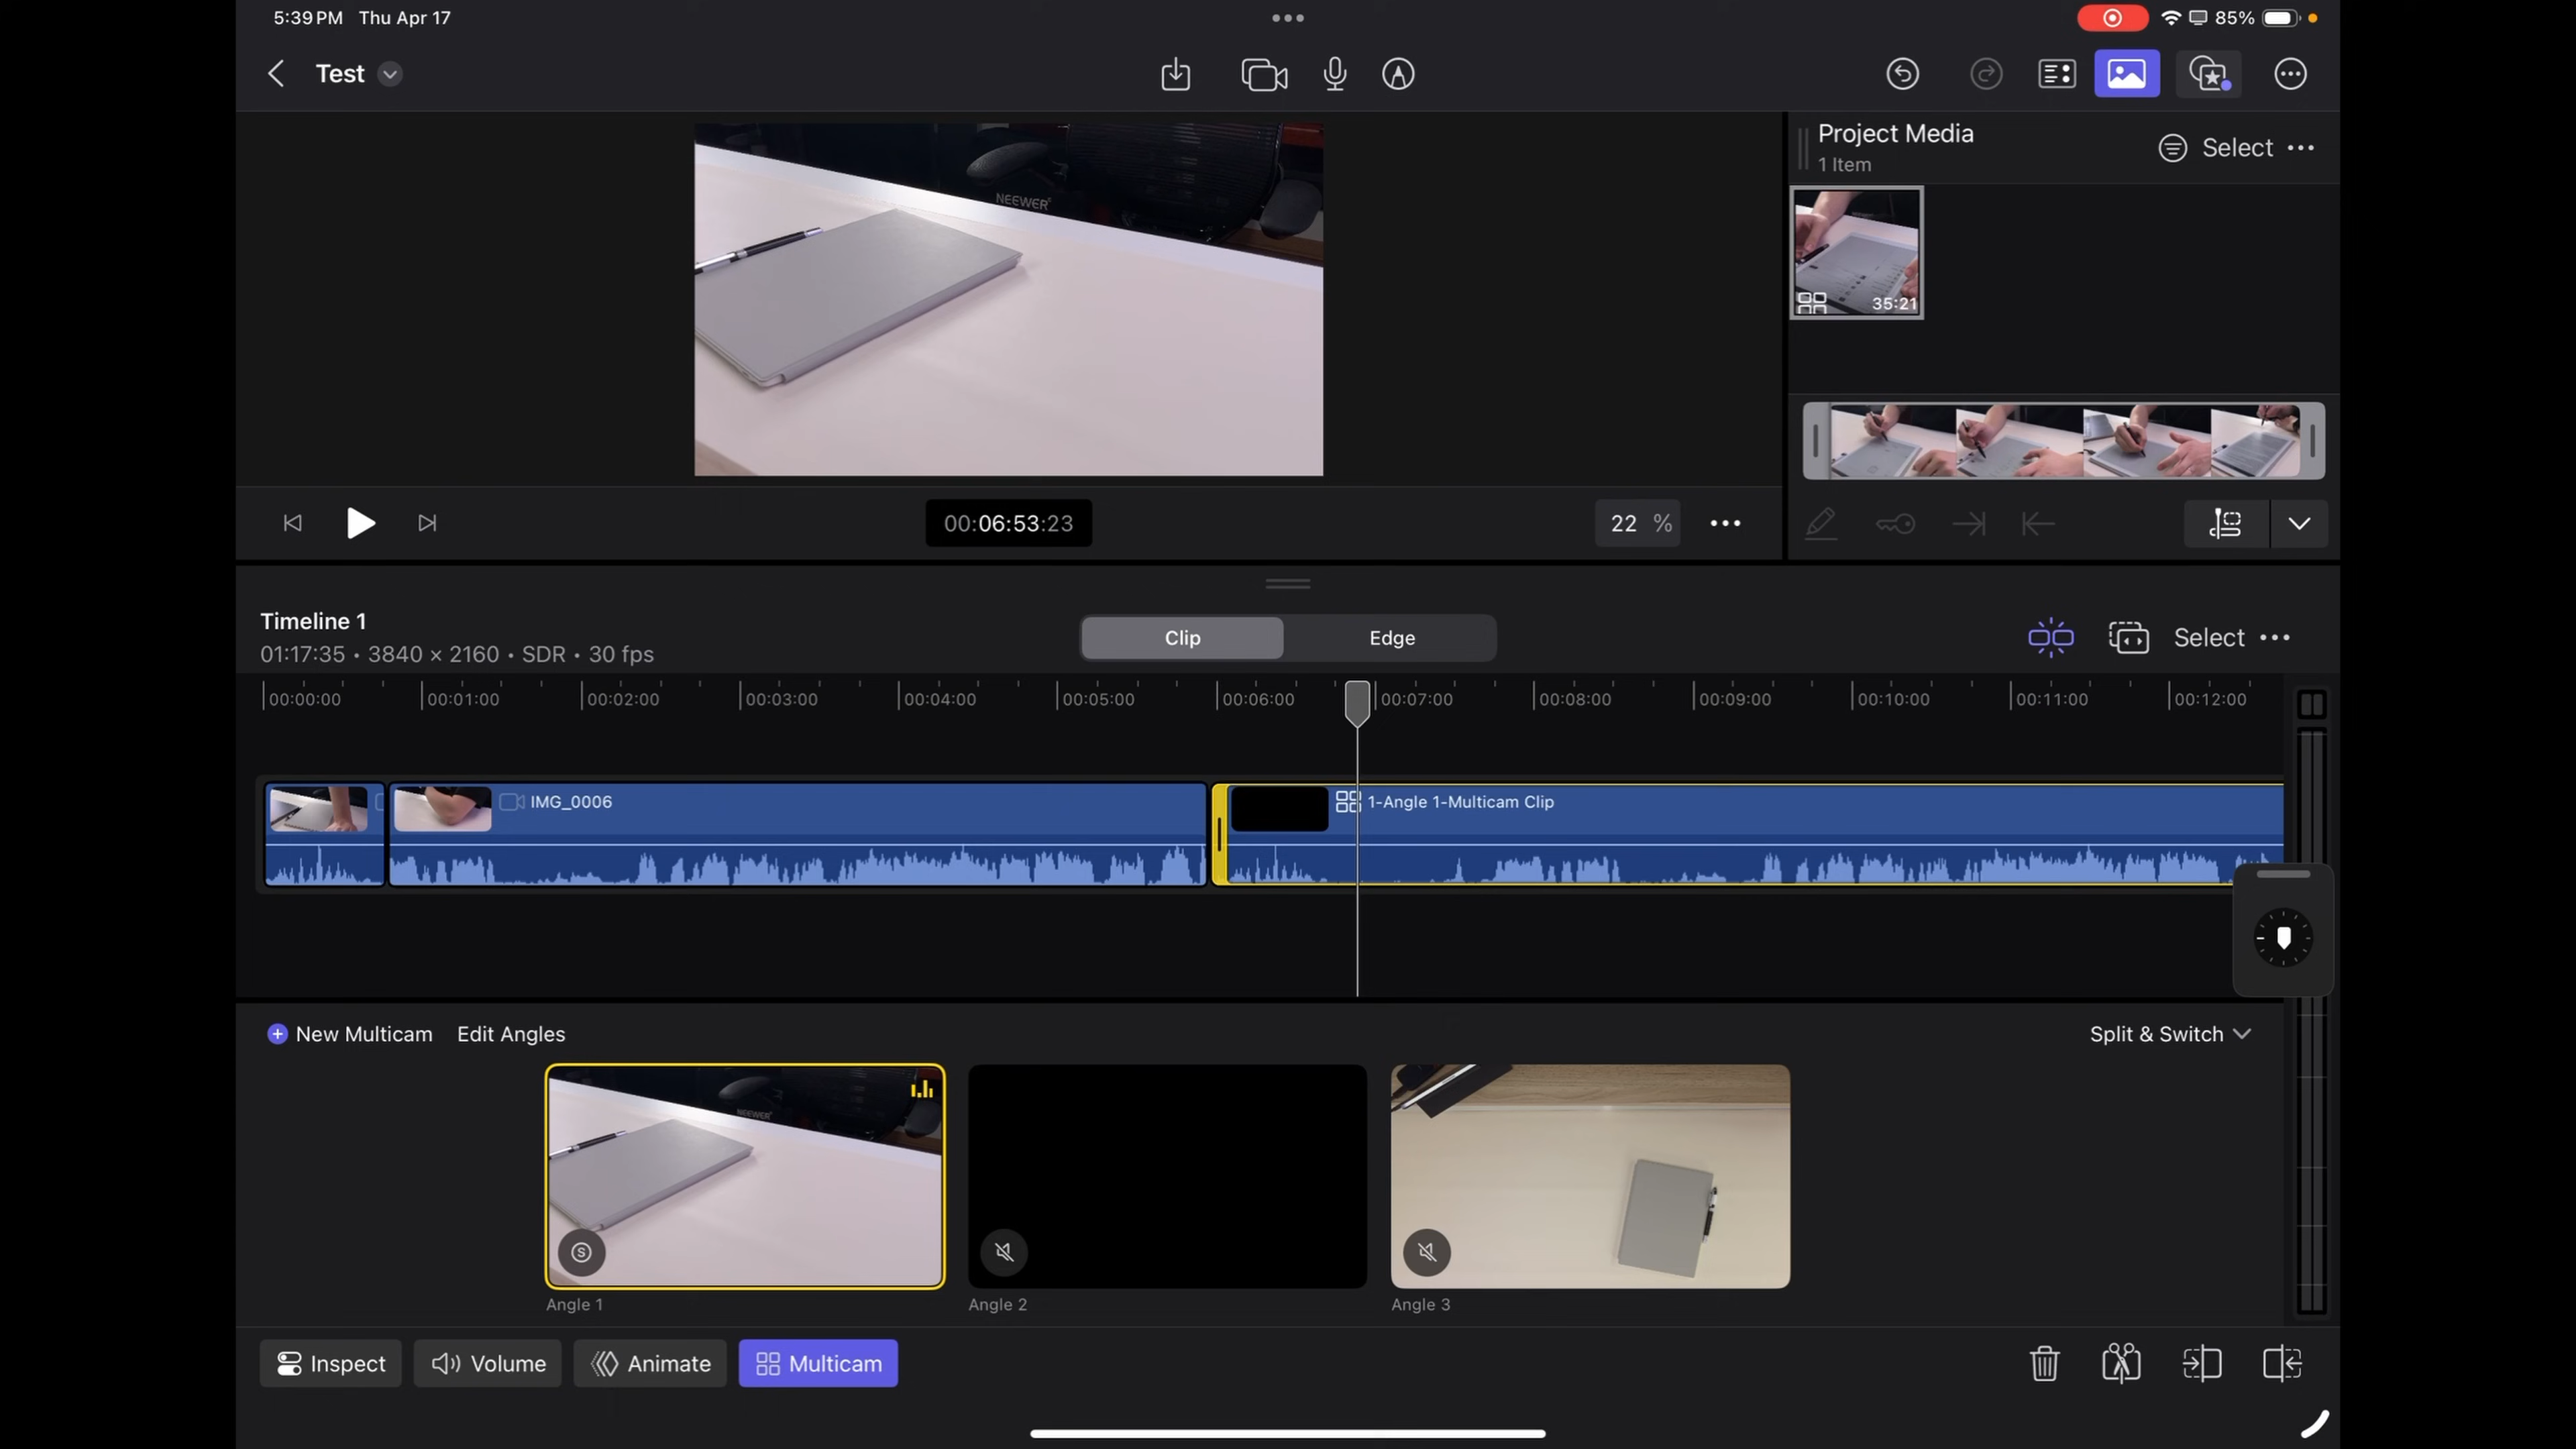 5:39 PM Thu Apr 17
85%
Test
NEEWER
Project Media
1 Item
Select
35:21
00:06:53:23
22 %
Timeline 1
01:17:35 • 3840 × 2160 • SDR • 30 fps
Clip
Edge
Select
00:00:00
00:01:00
00:02:00
00:03:00
00:04:00
00:05:00
00:06:00
00:07:00
00:08:00
00:09:00
00:10:00
00:11:00
00:12:00
IMG_0006
1-Angle 1-Multicam Clip
New Multicam
Edit Angles
Split & Switch
NEEWER
S
Angle 1
Angle 2
Angle 3
Inspect
Volume
Animate
Multicam